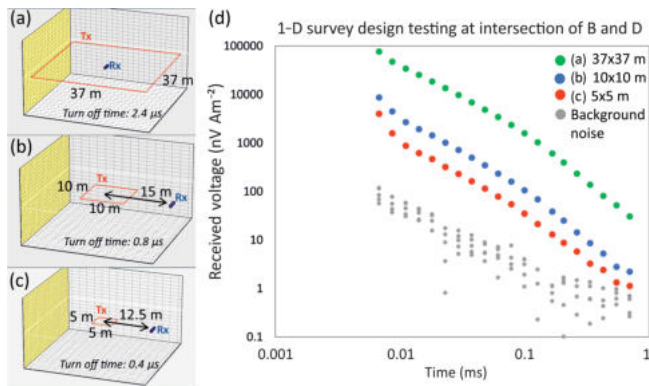 (a)
Tx
Rx
37 m
37 m
Turn off time: 2.4 µs
(b)
10 m
Tx
15 m
Rx
10 m
Turn off time: 0.8 µs
(c)
Tx
12.5 m
5 m
Rx
5 m
Turn off time: 0.4 µs
(d)
1-D survey design testing at intersection of B and D
Received voltage (nV Am⁻²)
100000
10000
1000
100
10
1
0.1
0.001
0.01
0.1
1
Time (ms)
(a) 37x37 m
(b) 10x10 m
(c) 5x5 m
Background
noise